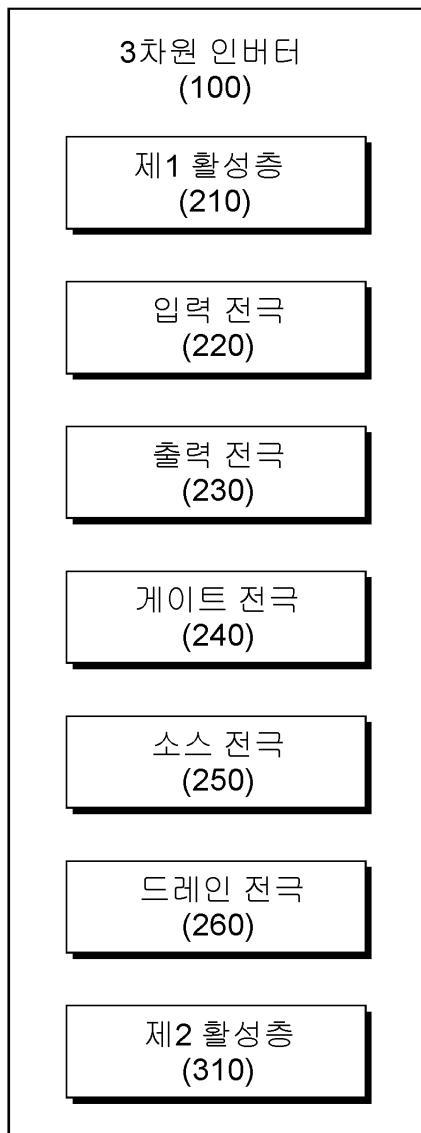 3차원 인버터
(100)
제1 활성층
(210)
입력 전극
(220)
출력 전극
(230)
게이트 전극
(240)
소스 전극
(250)
드레인 전극
(260)
제2 활성층
(310)